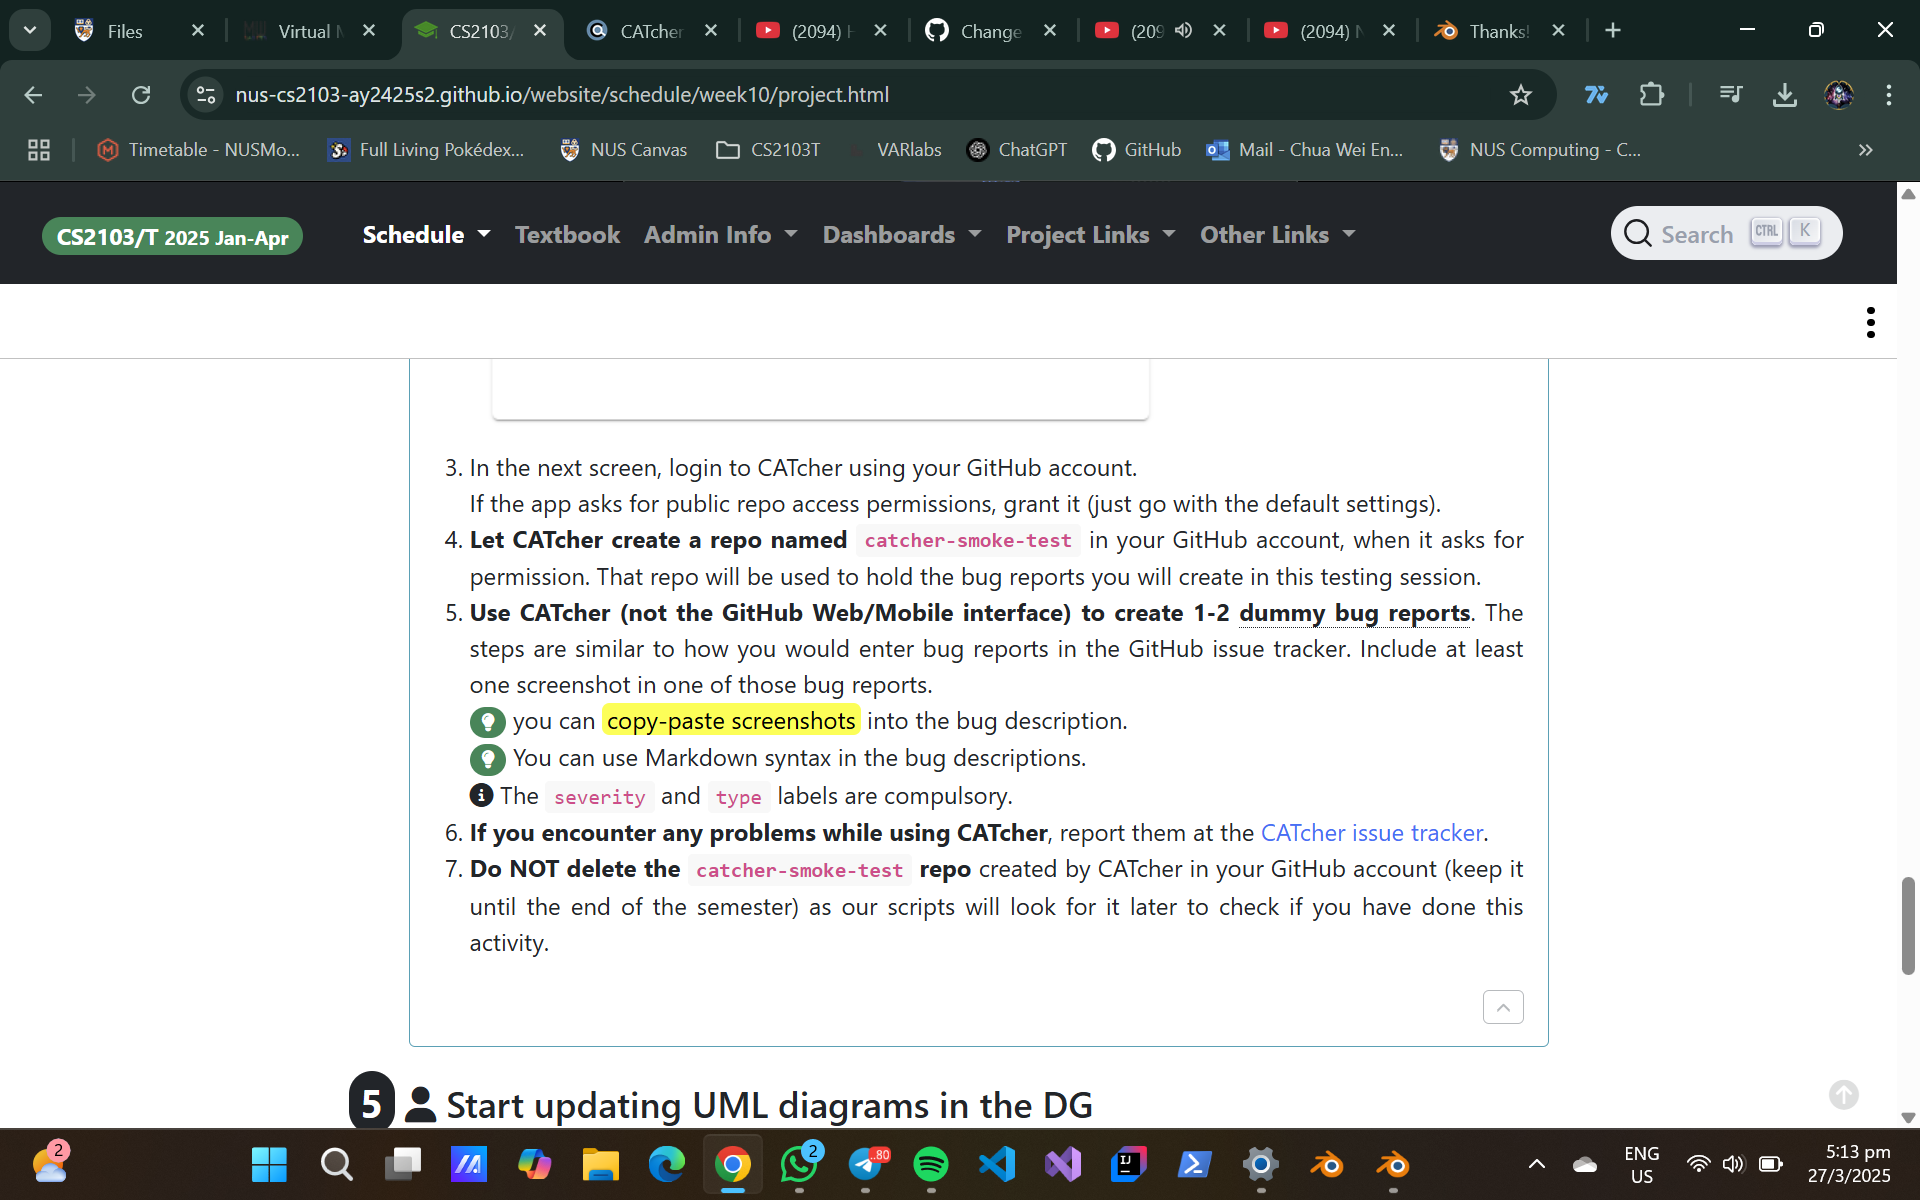 Files
Virtual
CS2103/
CATcher
(2094)
Change
(209
(2094)
Thanks!
nus-cs2103-ay2425s2.github.io/website/schedule/week10/project.html
Timetable - NUSMo...
Full Living Pokédex...
NUS Canvas
CS2103T
VARlabs
ChatGPT
GitHub
Mail - Chua Wei En...
NUS Computing - C...
CS2103/T 2025 Jan-Apr
Schedule
Textbook
Admin Info
Dashboards
Project Links
Other Links
Search CTRL K
3. In the next screen, login to CATcher using your GitHub account.
If the app asks for public repo access permissions, grant it (just go with the default settings).
4. Let CATcher create a repo named catcher-smoke-test in your GitHub account, when it asks for
permission. That repo will be used to hold the bug reports you will create in this testing session.
5. Use CATcher (not the GitHub Web/Mobile interface) to create 1-2 dummy bug reports. The
steps are similar to how you would enter bug reports in the GitHub issue tracker. Include at least
one screenshot in one of those bug reports.
you can copy-paste screenshots into the bug description.
You can use Markdown syntax in the bug descriptions.
The severity and type labels are compulsory.
6. If you encounter any problems while using CATcher, report them at the CATcher issue tracker.
7. Do NOT delete the catcher-smoke-test repo created by CATcher in your GitHub account (keep it
until the end of the semester) as our scripts will look for it later to check if you have done this
activity.
5 Start updating UML diagrams in the DG
2
2
..80
ENG
US
5:13 pm
27/3/2025